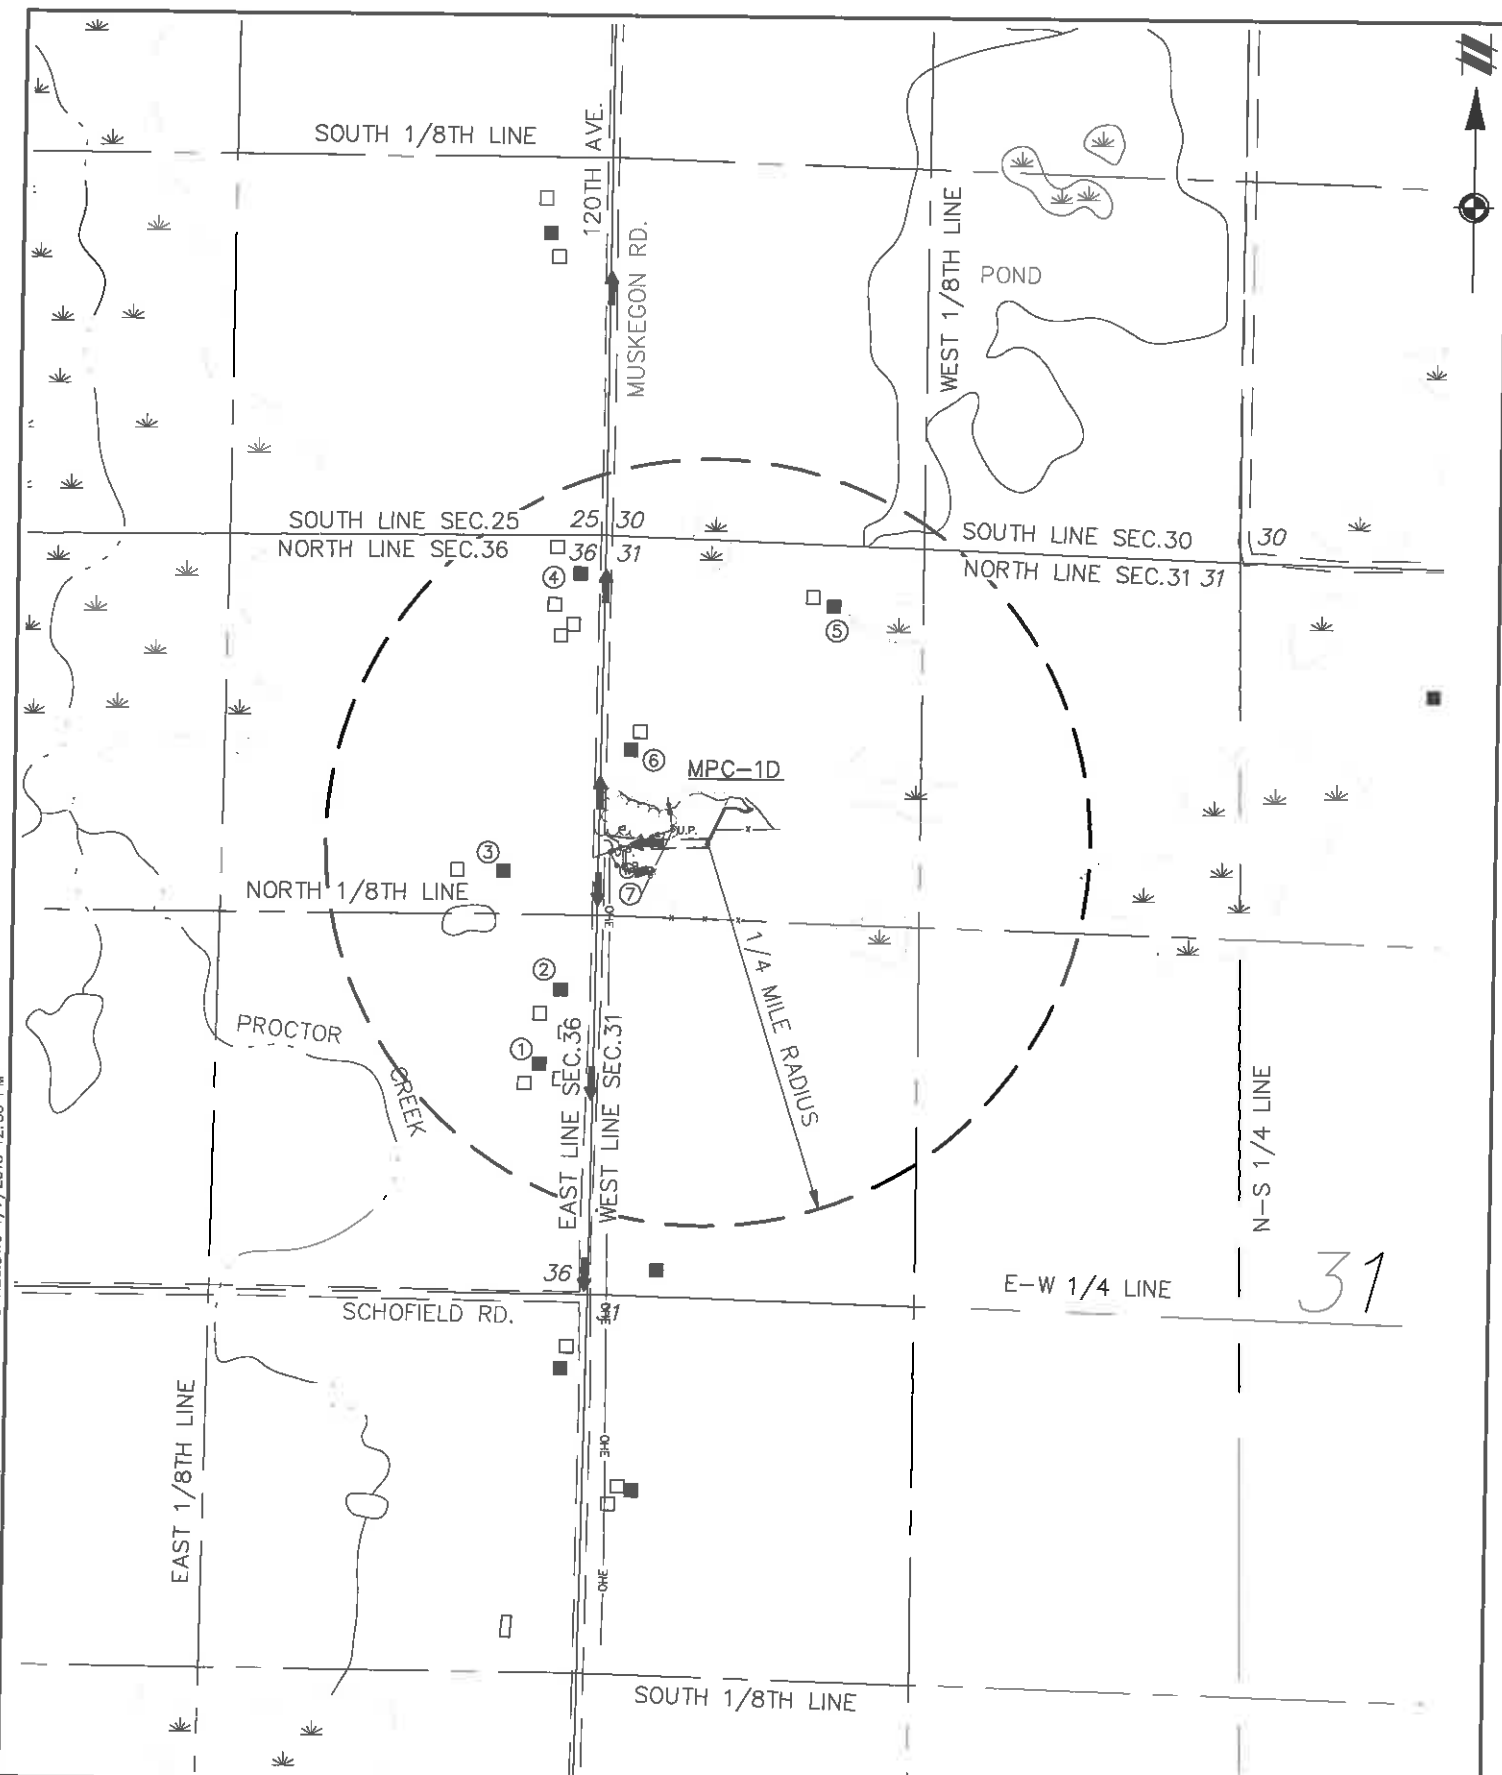 SOUTH 1/8TH LINE
120TH AVE.
MUSKEGON RD.
WEST 1/8TH LINE
POND
SOUTH LINE SEC.25
25
30
SOUTH LINE SEC.30
30
NORTH LINE SEC.36
36
31
NORTH LINE SEC.31
31
4
5
6
MPC-1D
U.P.
3
7
NORTH 1/8TH LINE
OHE
2
1/4 MILE RADIUS
PROCTOR
CREEK
1
EAST LINE SEC.36
WEST LINE SEC.31
N-S 1/4 LINE
36
E-W 1/4 LINE
31
SCHOFIELD RD.
31
EAST 1/8TH LINE
OHE
OHE
SOUTH 1/8TH LINE